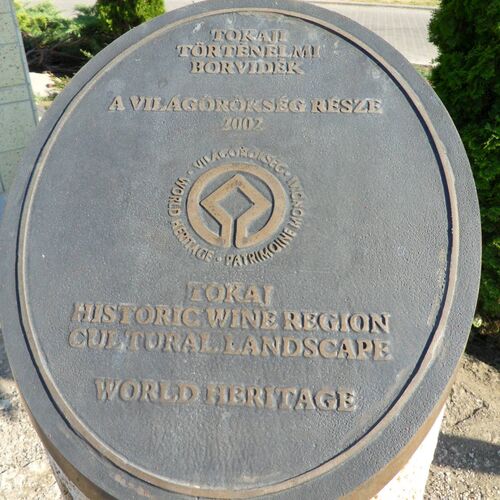 TOKAJI
TÖRTÉNELMI
BORVIDÉK
A VILÁGÖRÖKSÉG RÉSZE
2002
· VILÁGÖRÖKSÉG ·
WORLD HERITAGE ·
PATRIMOINE MONDIAL
TOKAJ
HISTORIC WINE REGION
CULTURAL LANDSCAPE
WORLD HERITAGE